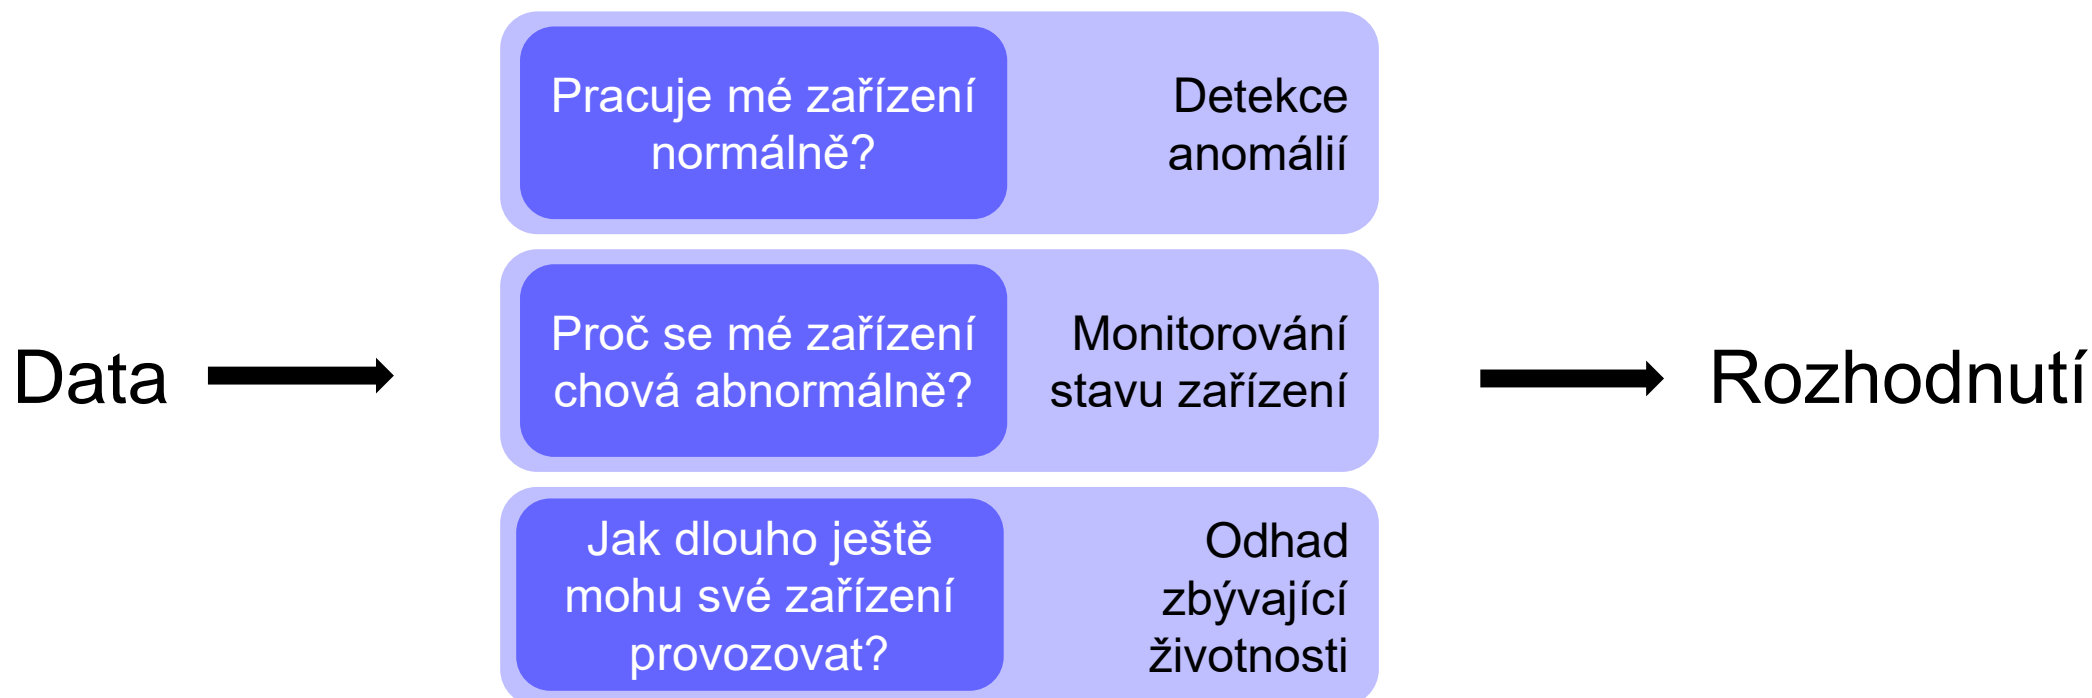 Data
Pracuje mé zařízení
normálně?
Detekce
anomálií
Proč se mé zařízení
chová abnormálně?
Monitorování
stavu zařízení
Jak dlouho ještě
mohu své zařízení
provozovat?
Odhad
zbývající
životnosti
Rozhodnutí